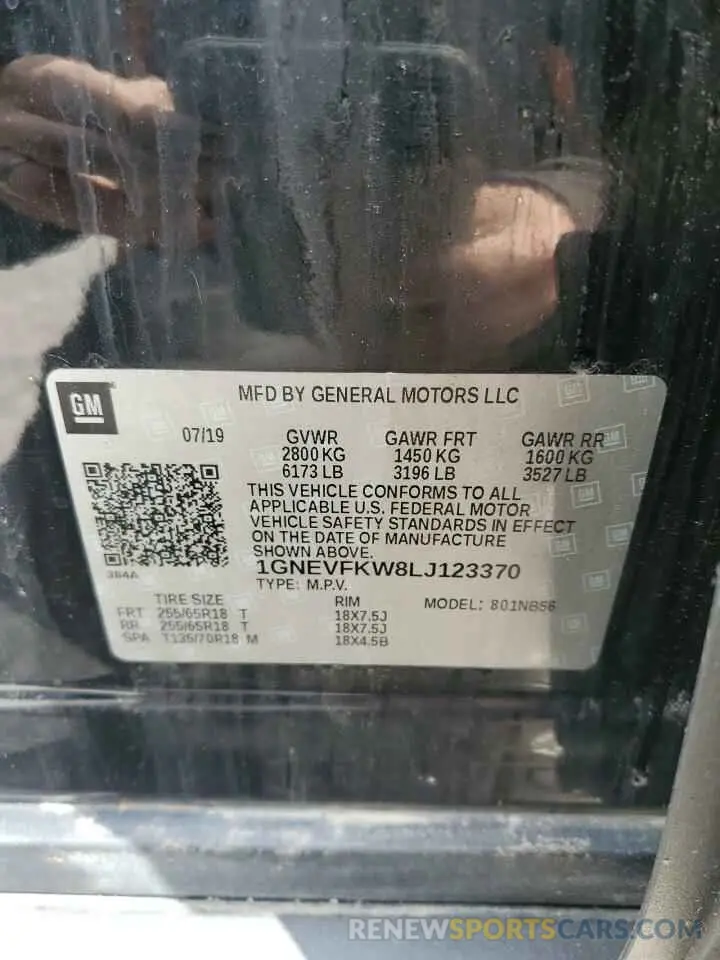 MFD BY GENERAL MOTORS LLC
GM
07/19 GVWR GAWR FRT GAWR RR
2800 KG 1450 KG 1600 KG
6173 LB 3196 LB 3527 LB
THIS VEHICLE CONFORMS TO ALL
APPLICABLE U.S. FEDERAL MOTOR
VEHICLE SAFETY STANDARDS IN EFFECT
ON THE DATE OF MANUFACTURE
SHOWN ABOVE.
384A
1GNEVFKW8LJ123370
TYPE: M.P.V.
TIRE SIZE RIM MODEL: 801NB56
FRT 255/65R18 T 18X7.5J
RR 255/65R18 T 18X7.5J
SPA T135/70R18 M 18X4.5B
RENEWSPORTSCARS.COM